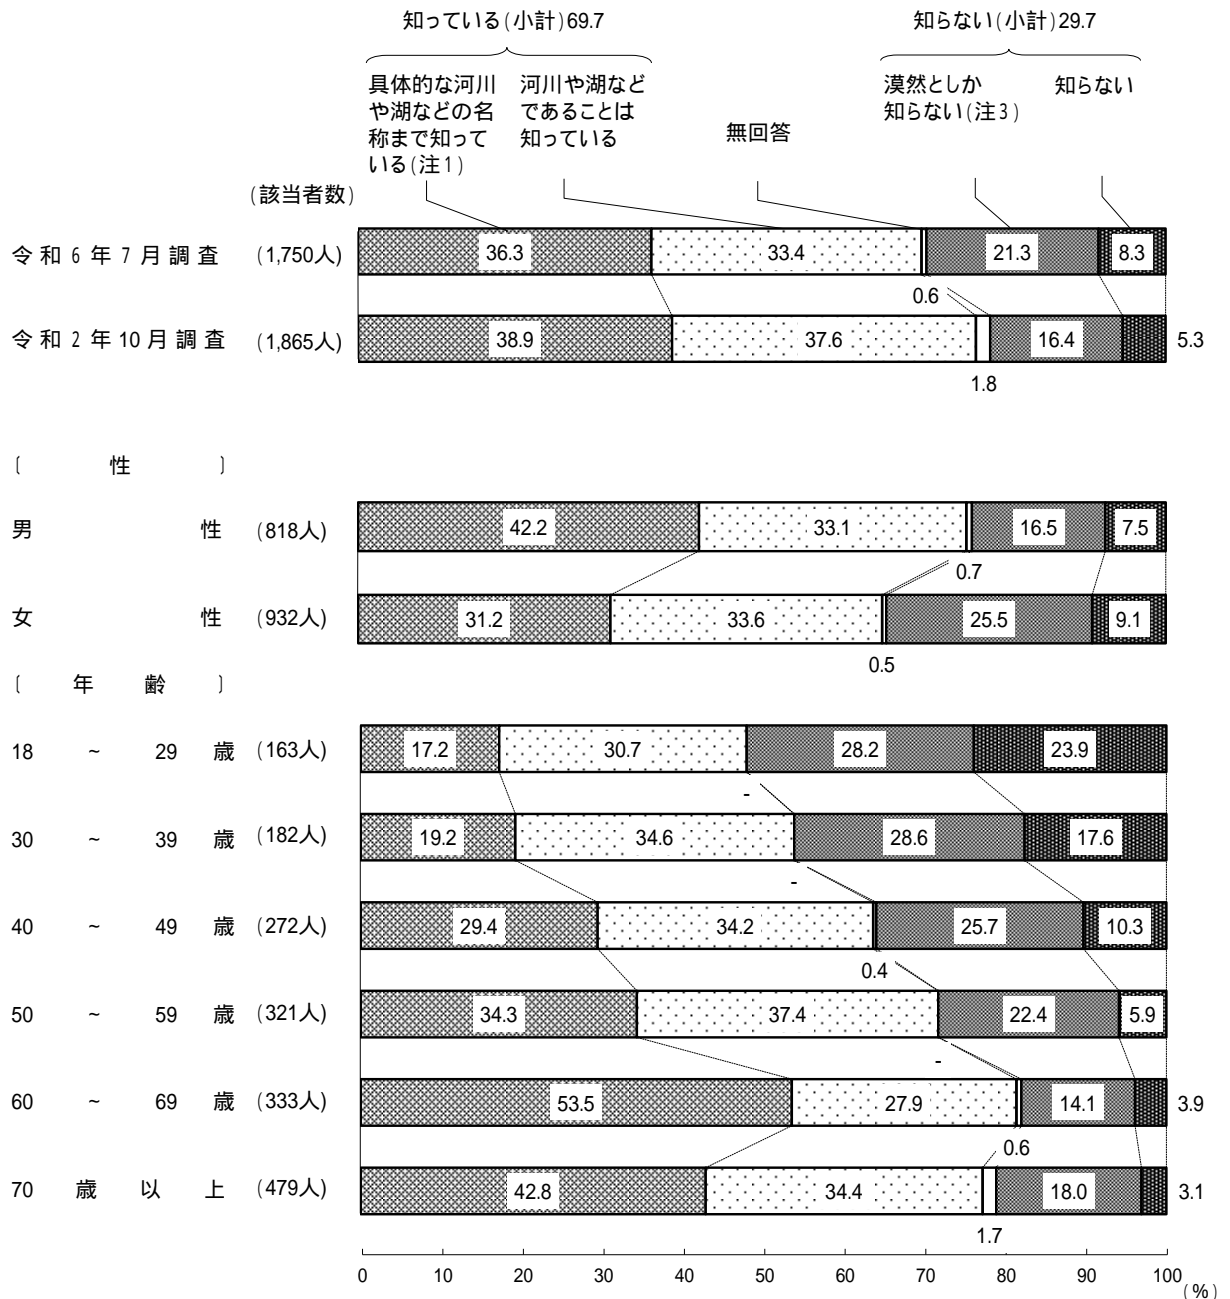 知っている(小計)69.7 知らない(小計)29.7
具体的な河川 河川や湖など 漠然としか 知らない
や湖などの名 であることは 知らない(注3)
称まで知って 知っている 無回答
いる(注1)
(該当者数)
令和6年7月調査 (1,750人) 36.3 33.4 21.3 8.3
0.6
令和2年10月調査 (1,865人) 38.9 37.6 16.4 5.3
1.8
〔 性 〕
男性 (818人) 42.2 33.1 16.5 7.5
0.7
女性 (932人) 31.2 33.6 25.5 9.1
0.5
〔 年齢 〕
18 ~ 29 歳 (163人) 17.2 30.7 28.2 23.9
-
30 ~ 39 歳 (182人) 19.2 34.6 28.6 17.6
-
40 ~ 49 歳 (272人) 29.4 34.2 25.7 10.3
0.4
50 ~ 59 歳 (321人) 34.3 37.4 22.4 5.9
-
60 ~ 69 歳 (333人) 53.5 27.9 14.1 3.9
0.6
70 歳以上 (479人) 42.8 34.4 18.0 3.1
1.7
0 10 20 30 40 50 60 70 80 90 100
(%)